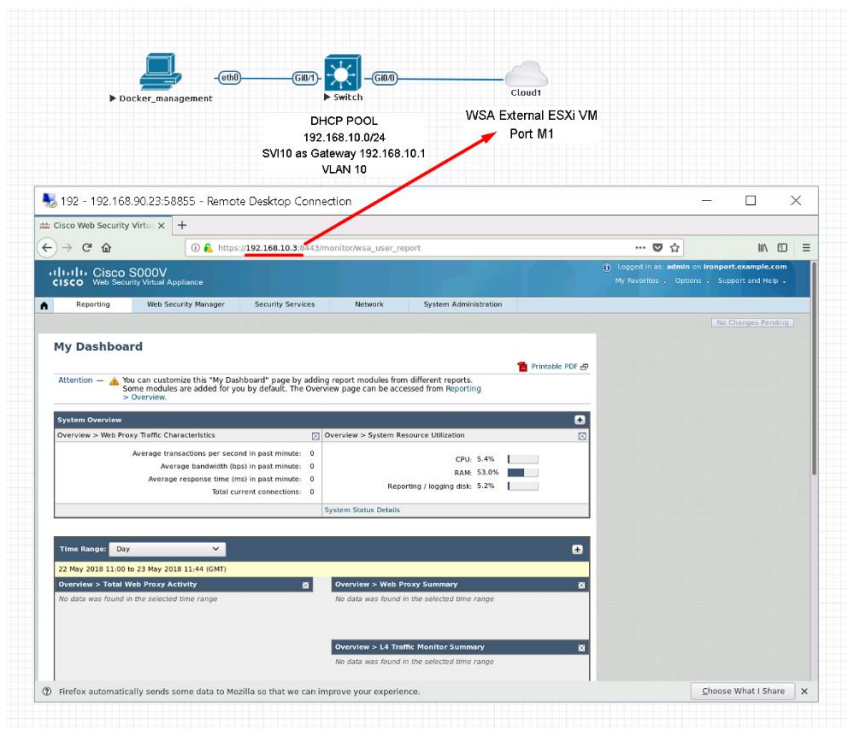 eth0
Gi0/1
Gi0/0
Docker_management
Switch
Cloud1
DHCP POOL
192.168.10.0/24
SVI10 as Gateway 192.168.10.1
VLAN 10
WSA External ESXi VM
Port M1
192 - 192.168.90.23:58855 - Remote Desktop Connection
Cisco Web Security Virtu
https://192.168.10.3:8443/monitor/wsa_user_report
CISCO
Cisco S000V
Web Security Virtual Appliance
Logged in as: admin on ironport.example.com
My Favorites Options Support and Help
Reporting Web Security Manager Security Services Network System Administration
No Changes Pending
My Dashboard
Printable PDF
Attention — You can customize this "My Dashboard" page by adding report modules from different reports.
Some modules are added for you by default. The Overview page can be accessed from Reporting
> Overview.
System Overview
Overview > Web Proxy Traffic Characteristics
Average transactions per second in past minute: 0
Average bandwidth (bps) in past minute: 0
Average response time (ms) in past minute: 0
Total current connections: 0
Overview > System Resource Utilization
CPU: 5.4%
RAM: 53.0%
Reporting / logging disk: 5.2%
System Status Details
Time Range: Day
22 May 2018 11:00 to 23 May 2018 11:44 (GMT)
Overview > Total Web Proxy Activity
No data was found in the selected time range
Overview > Web Proxy Summary
No data was found in the selected time range
Overview > L4 Traffic Monitor Summary
No data was found in the selected time range
Firefox automatically sends some data to Mozilla so that we can improve your experience.
Choose What I Share